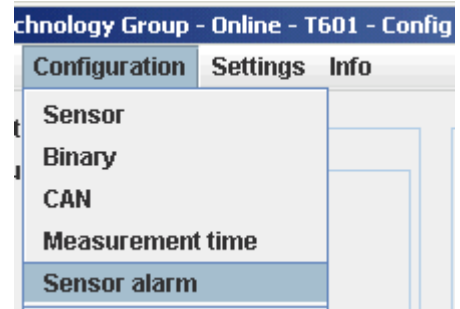 chnology Group - Online - T601 - Config
Configuration Settings Info
Sensor
Binary
CAN
Measurement time
Sensor alarm